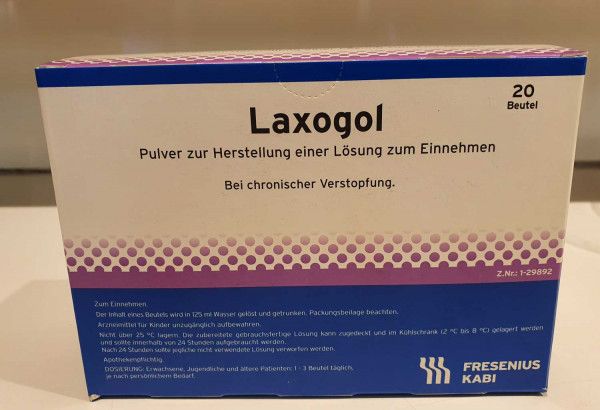 20
Beutel
Laxogol
Pulver zur Herstellung einer Lösung zum Einnehmen
Bei chronischer Verstopfung.
Z.Nr.: 1-29892
Zum Einnehmen.
Der Inhalt eines Beutels wird in 125 ml Wasser gelöst und getrunken. Packungsbeilage beachten.
Arzneimittel für Kinder unzugänglich aufbewahren.
Nicht über 25 °C lagern. Die zubereitete gebrauchsfertige Lösung kann zugedeckt und im Kühlschrank (2 °C bis 8 °C) gelagert werden
und sollte innerhalb von 24 Stunden aufgebraucht werden.
Nach 24 Stunden sollte jegliche nicht verwendete Lösung verworfen werden.
Apothekenpflichtig.
DOSIERUNG: Erwachsene, Jugendliche und ältere Patienten: 1 - 3 Beutel täglich,
je nach persönlichem Bedarf.
FRESENIUS
KABI